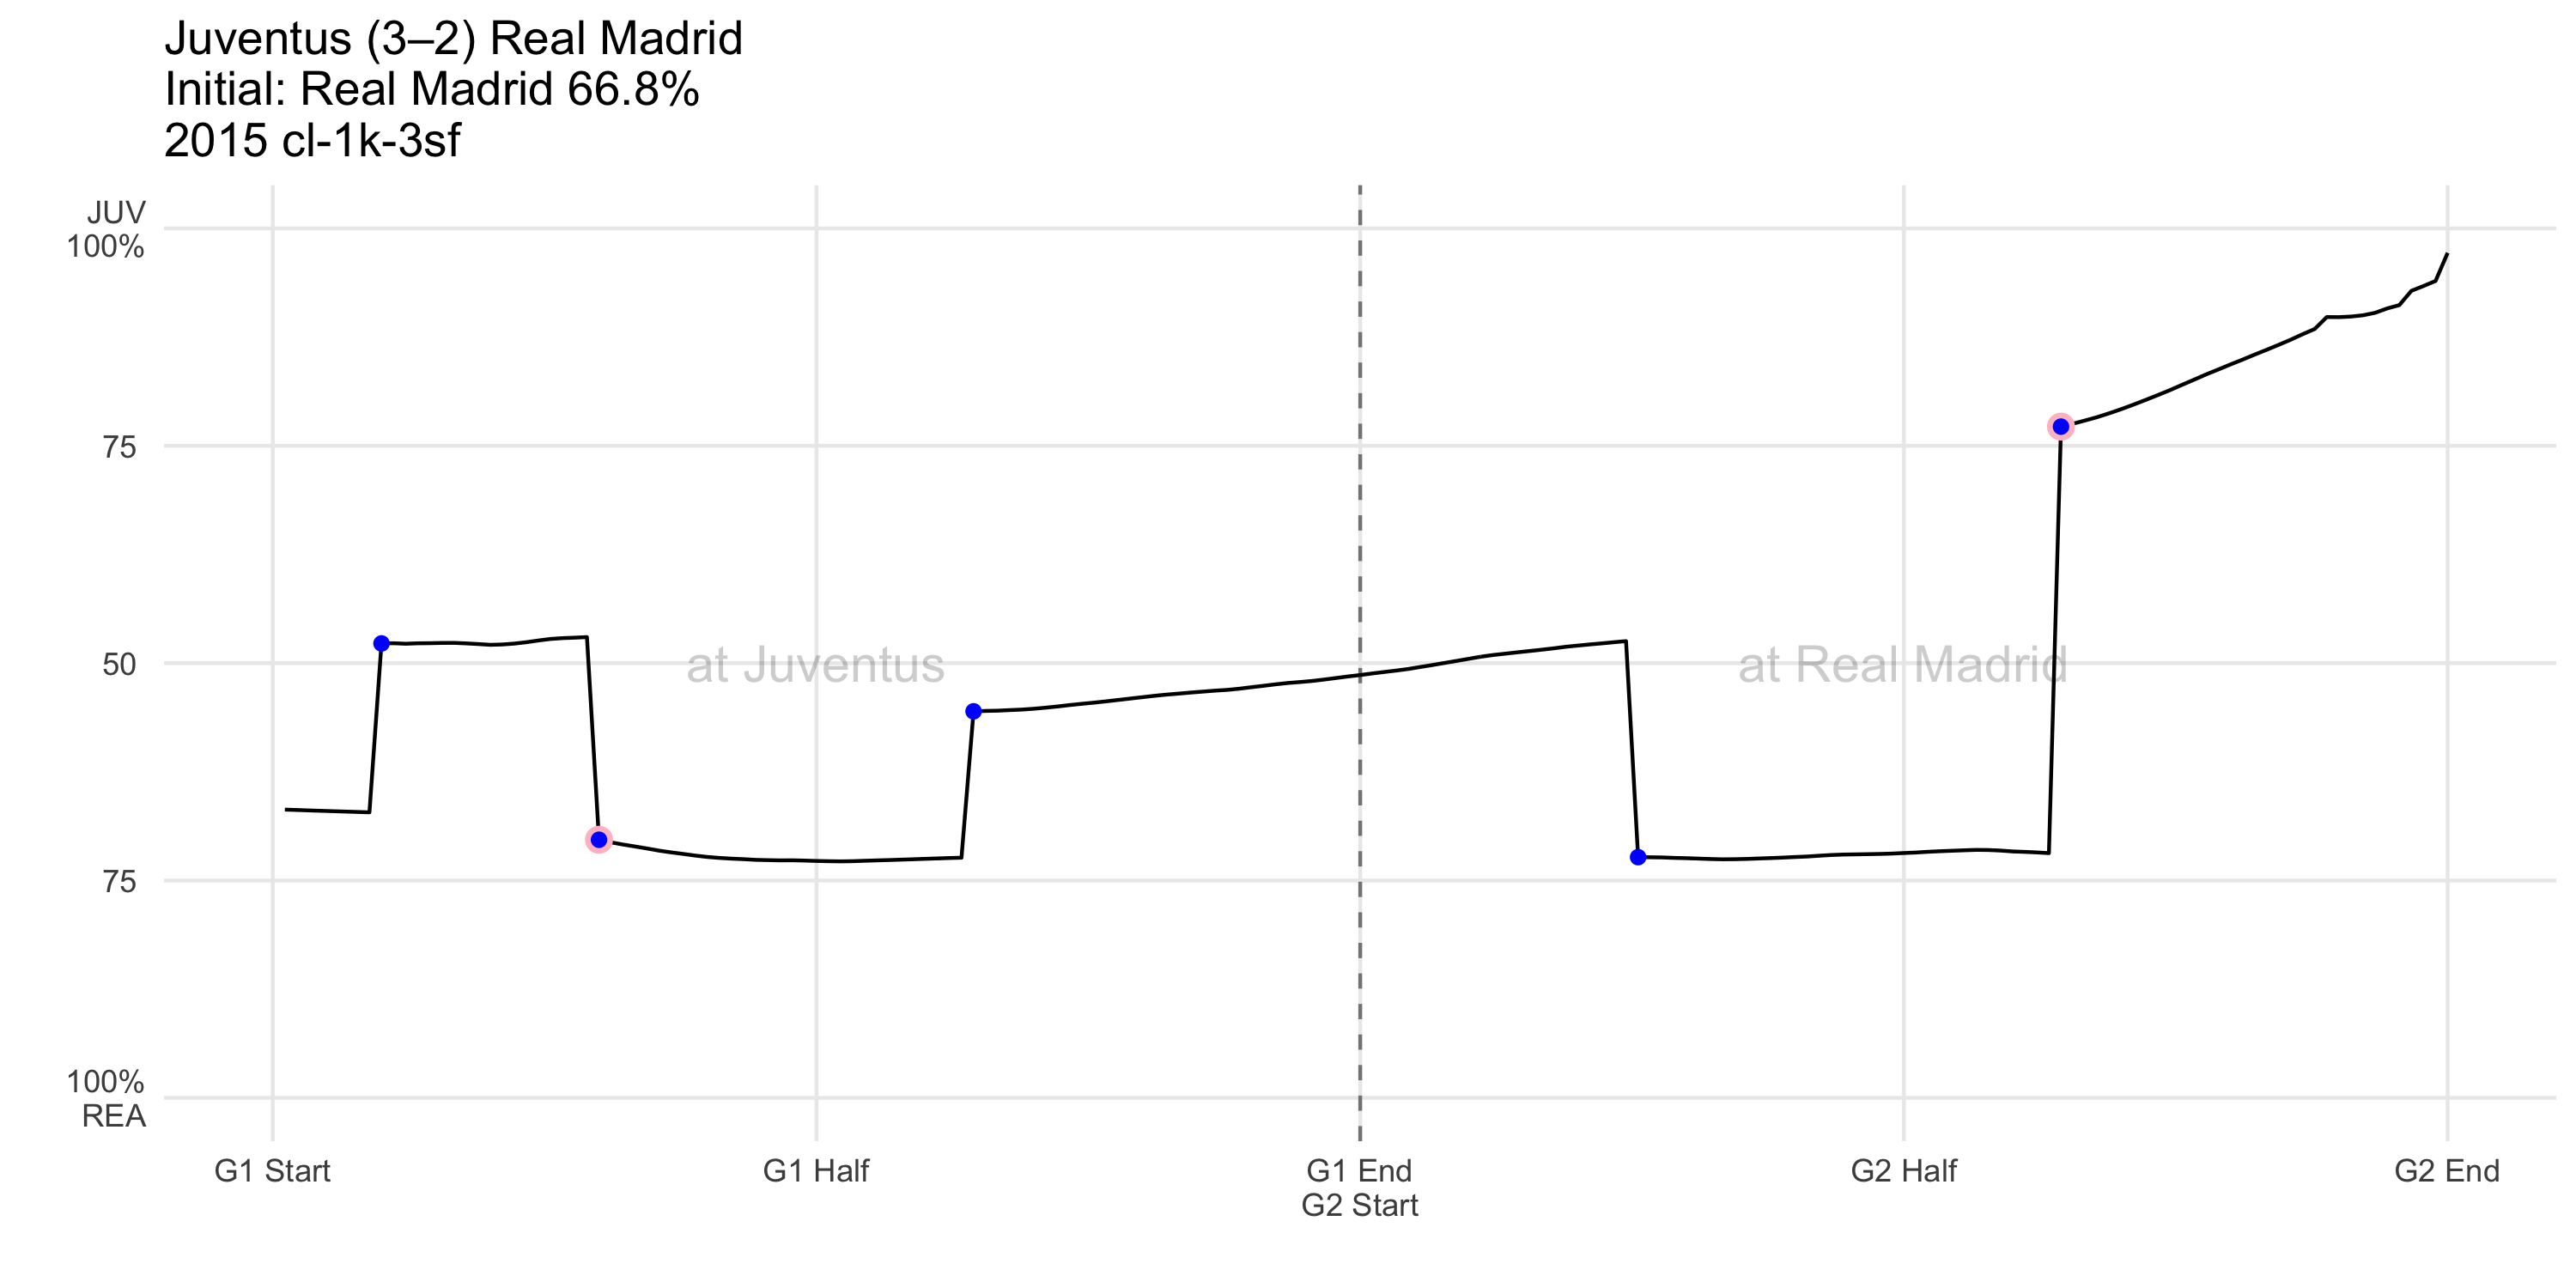 Juventus (3–2) Real Madrid
Initial: Real Madrid 66.8%
2015 cl-1k-3sf
JUV
100%
75
50
75
100%
REA
at Juventus
at Real Madrid
G1 Start
G1 Half
G1 End
G2 Start
G2 Half
G2 End